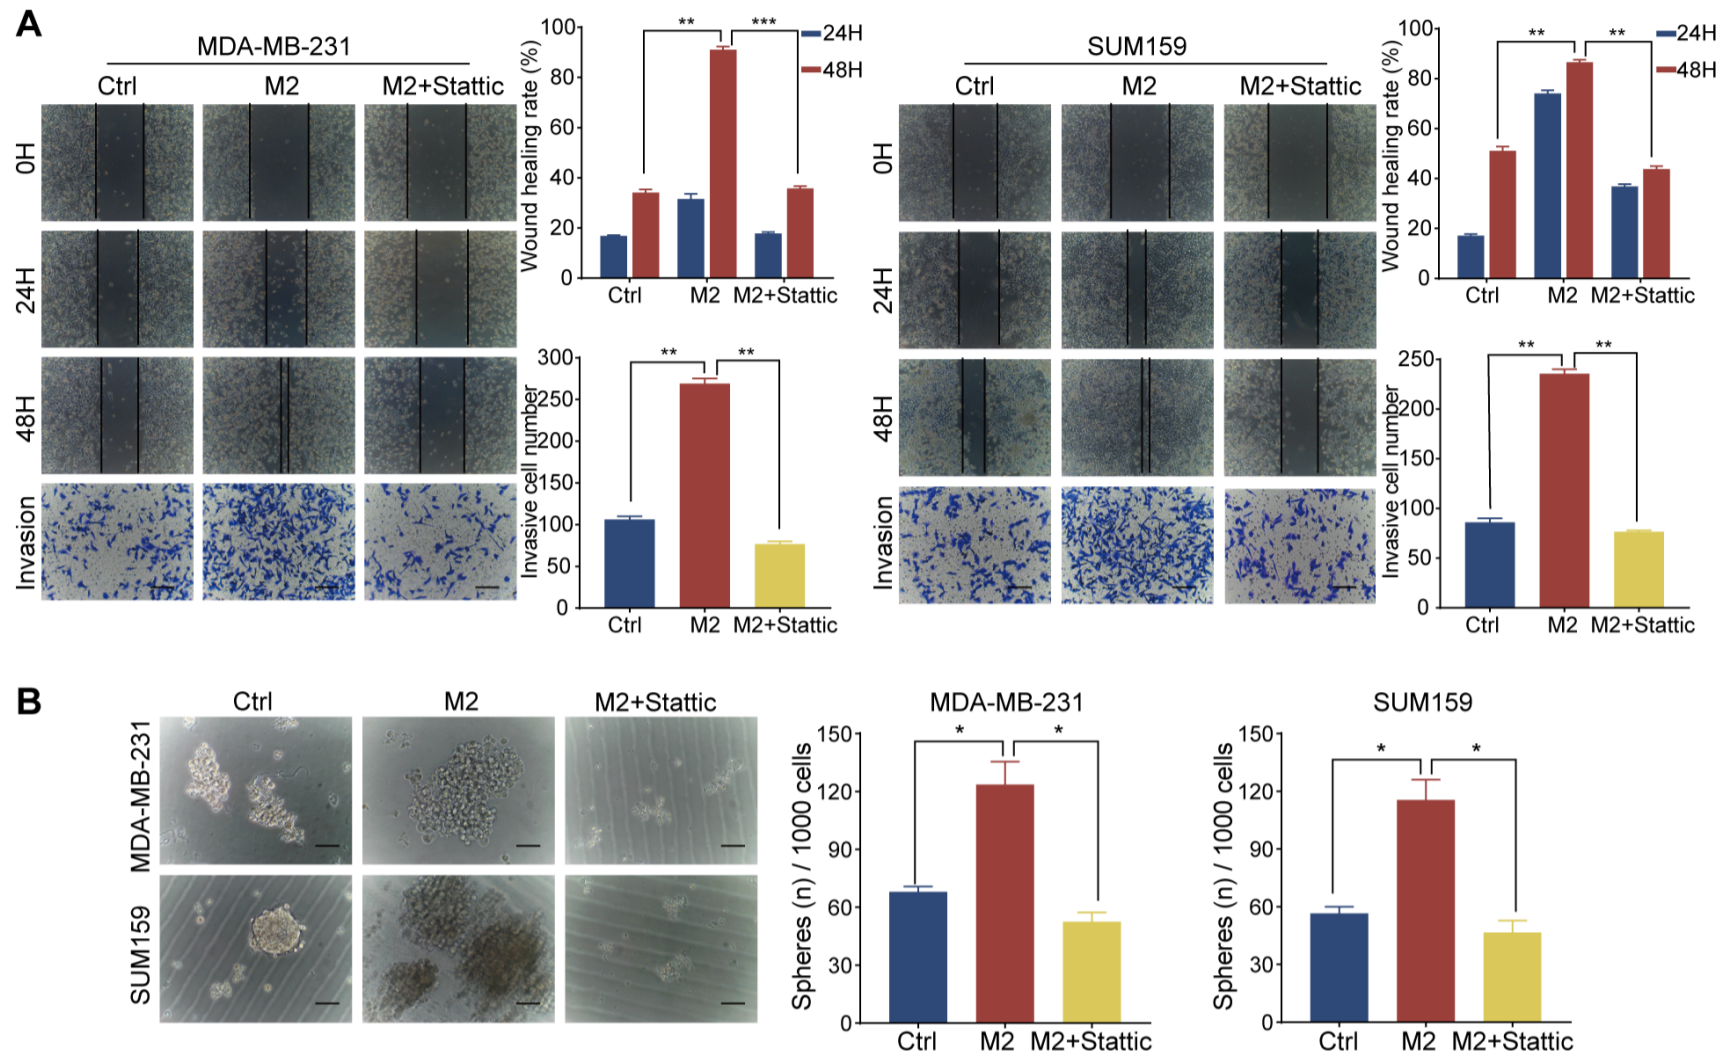 A
MDA-MB-231
Ctrl
M2
M2+Stattic
0H
24H
48H
Invasion
Wound healing rate (%)
100
80
60
40
20
0
**
***
24H
48H
Ctrl
M2
M2+Stattic
Invasive cell number
300
250
200
150
100
50
0
**
**
Ctrl
M2
M2+Stattic
SUM159
Ctrl
M2
M2+Stattic
0H
24H
48H
Invasion
Wound healing rate (%)
100
80
60
40
20
0
**
**
24H
48H
Ctrl
M2
M2+Stattic
Invasive cell number
250
200
150
100
50
0
**
**
Ctrl
M2
M2+Stattic
B
Ctrl
M2
M2+Stattic
MDA-MB-231
SUM159
MDA-MB-231
Spheres (n) / 1000 cells
150
120
90
60
30
0
*
*
Ctrl
M2
M2+Stattic
SUM159
Spheres (n) / 1000 cells
150
120
90
60
30
0
*
*
Ctrl
M2
M2+Stattic